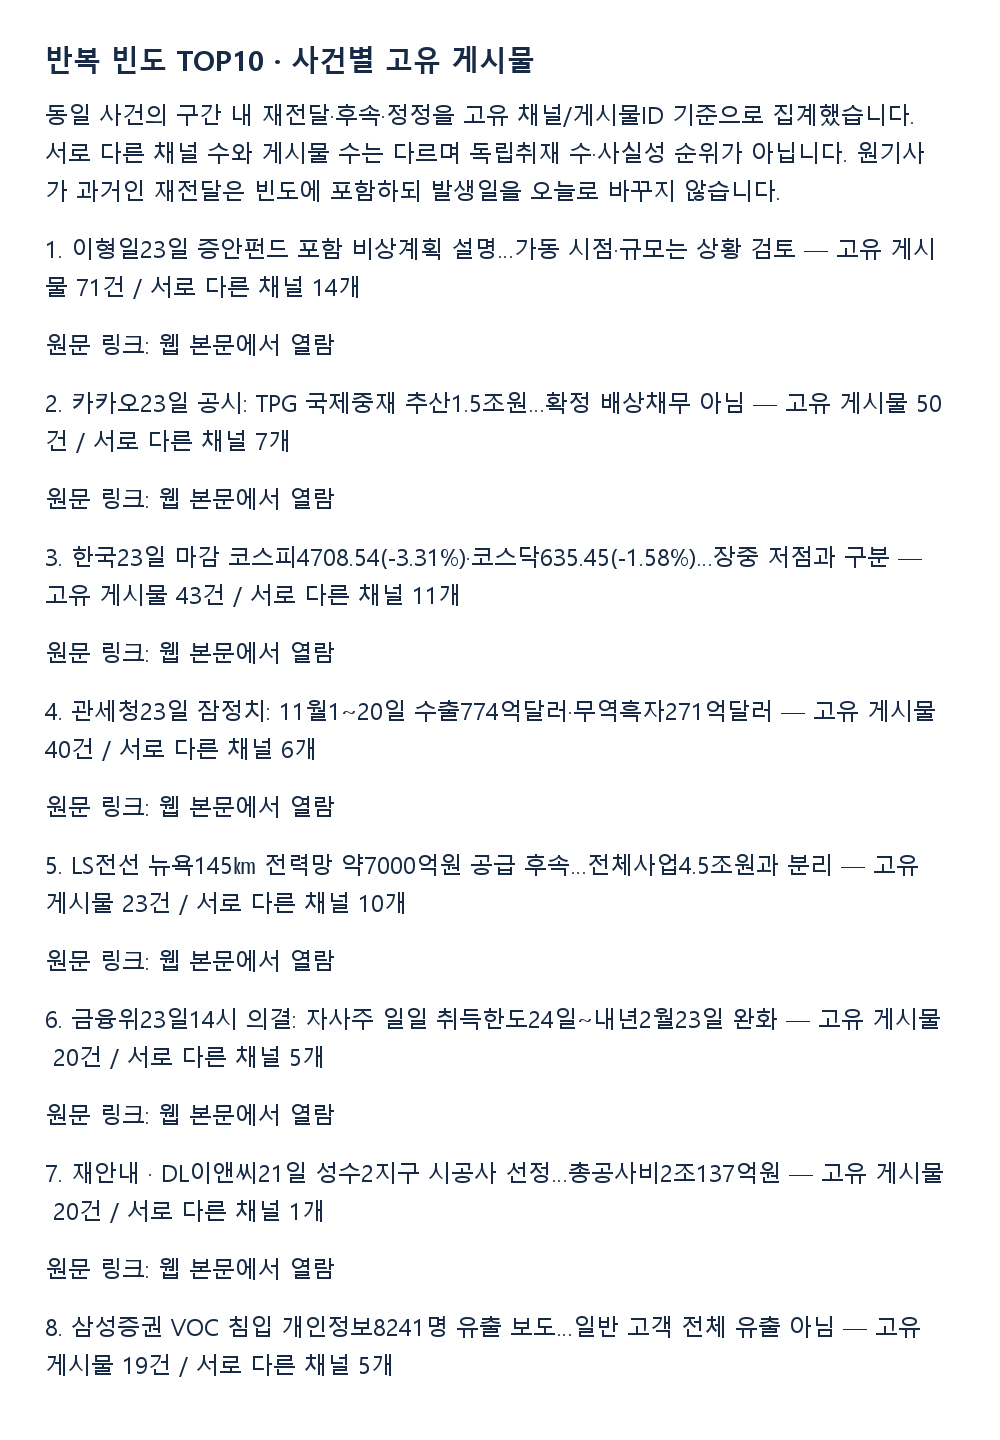 반복 빈도 TOP10 · 사건별 고유 게시물
동일 사건의 구간 내 재전달·후속·정정을 고유 채널/게시물ID 기준으로 집계했습니다.
서로 다른 채널 수와 게시물 수는 다르며 독립취재 수·사실성 순위가 아닙니다. 원기사
가 과거인 재전달은 빈도에 포함하되 발생일을 오늘로 바꾸지 않습니다.
1. 이형일23일 증안펀드 포함 비상계획 설명…가동 시점·규모는 상황 검토 — 고유 게시
물 71건 / 서로 다른 채널 14개
원문 링크: 웹 본문에서 열람
2. 카카오23일 공시: TPG 국제중재 추산1.5조원…확정 배상채무 아님 — 고유 게시물 50
건 / 서로 다른 채널 7개
원문 링크: 웹 본문에서 열람
3. 한국23일 마감 코스피4708.54(-3.31%)·코스닥635.45(-1.58%)…장중 저점과 구분 —
고유 게시물 43건 / 서로 다른 채널 11개
원문 링크: 웹 본문에서 열람
4. 관세청23일 잠정치: 11월1~20일 수출774억달러·무역흑자271억달러 — 고유 게시물
40건 / 서로 다른 채널 6개
원문 링크: 웹 본문에서 열람
5. LS전선 뉴욕145㎞ 전력망 약7000억원 공급 후속…전체사업4.5조원과 분리 — 고유
게시물 23건 / 서로 다른 채널 10개
원문 링크: 웹 본문에서 열람
6. 금융위23일14시 의결: 자사주 일일 취득한도24일~내년2월23일 완화 — 고유 게시물
20건 / 서로 다른 채널 5개
원문 링크: 웹 본문에서 열람
7. 재안내 · DL이앤씨21일 성수2지구 시공사 선정…총공사비2조137억원 — 고유 게시물
20건 / 서로 다른 채널 1개
원문 링크: 웹 본문에서 열람
8. 삼성증권 VOC 침입 개인정보8241명 유출 보도…일반 고객 전체 유출 아님 — 고유
게시물 19건 / 서로 다른 채널 5개